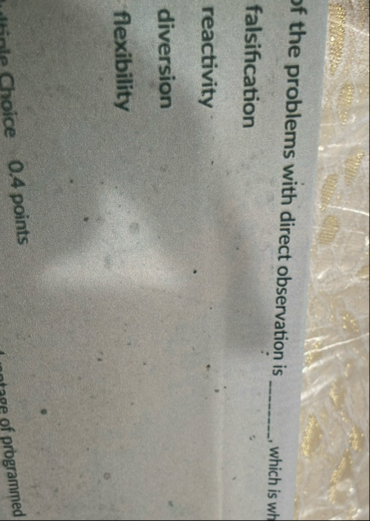 of the problems with direct observation is ________, which is
falsification
reactivity
diversion
flexibility
Choice 0.4 points
of programmed